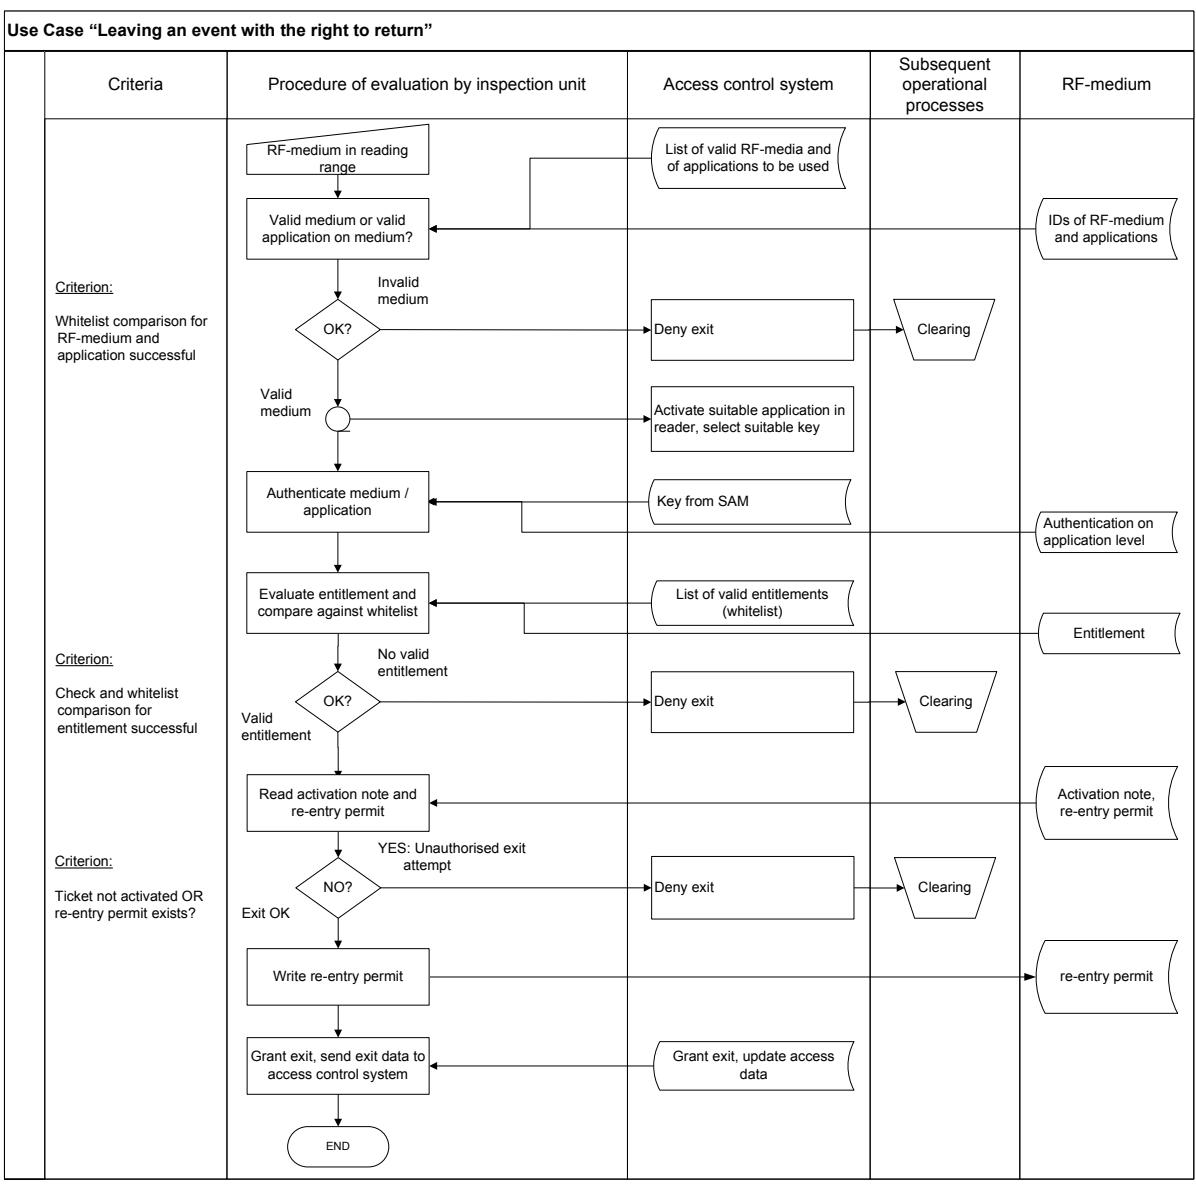 Use Case “Leaving an event with the right to return”
Criteria
Procedure of evaluation by inspection unit
Access control system
Subsequent
operational
processes
RF-medium
RF-medium in reading
range
List of valid RF-media and
of applications to be used
Valid medium or valid
application on medium?
IDs of RF-medium
and applications
Criterion:
Whitelist comparison for
RF-medium and
application successful
Invalid
medium
OK?
Deny exit
Clearing
Valid
medium
Activate suitable application in
reader, select suitable key
Authenticate medium /
application
Key from SAM
Authentication on
application level
Evaluate entitlement and
compare against whitelist
List of valid entitlements
(whitelist)
Entitlement
Criterion:
Check and whitelist
comparison for
entitlement successful
No valid
entitlement
OK?
Deny exit
Clearing
Valid
entitlement
Read activation note and
re-entry permit
Activation note,
re-entry permit
Criterion:
Ticket not activated OR
re-entry permit exists?
YES: Unauthorised exit
attempt
NO?
Deny exit
Clearing
Exit OK
Write re-entry permit
re-entry permit
Grant exit, send exit data to
access control system
Grant exit, update access
data
END